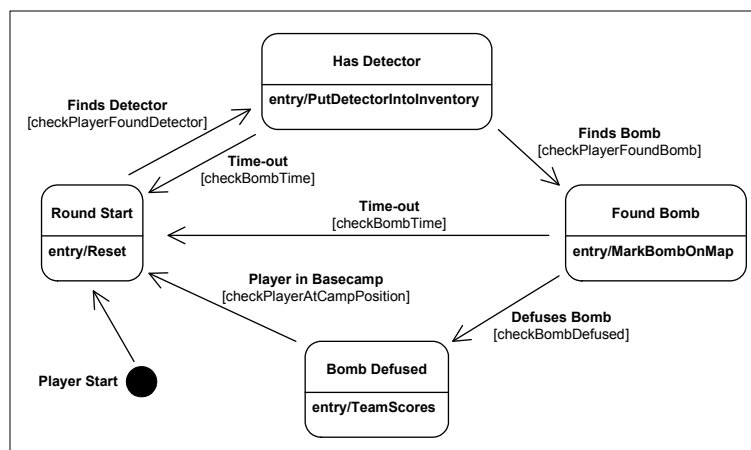 Has Detector
entry/PutDetectorIntoInventory
Finds Detector
[checkPlayerFoundDetector]
Finds Bomb
[checkPlayerFoundBomb]
Time-out
[checkBombTime]
Round Start
entry/Reset
Time-out
[checkBombTime]
Found Bomb
entry/MarkBombOnMap
Player in Basecamp
[checkPlayerAtCampPosition]
Defuses Bomb
[checkBombDefused]
Bomb Defused
entry/TeamScores
Player Start